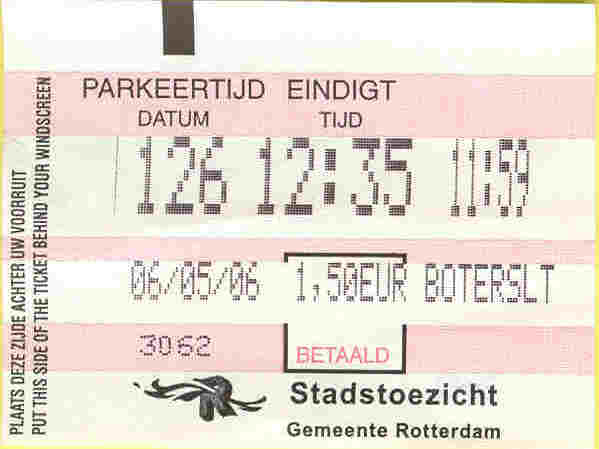 PARKEERTIJD EINDIGT
DATUM TIJD
126 12:35 11:59
06/05/06 1,50EUR BOTERSLT
3062 BETAALD
Stadstoezicht
Gemeente Rotterdam
PLAATS DEZE ZIJDE ACHTER UW VOORRUIT
PUT THIS SIDE OF THE TICKET BEHIND YOUR WINDSCREEN